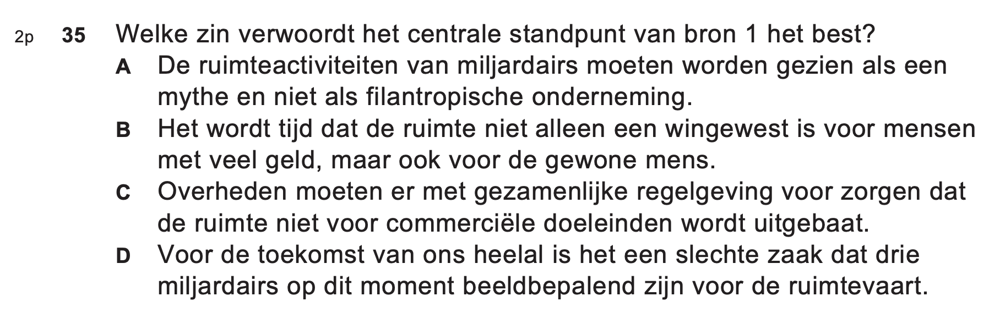 2p 35 Welke zin verwoordt het centrale standpunt van bron 1 het best?
A De ruimteactiviteiten van miljardairs moeten worden gezien als een
mythe en niet als filantropische onderneming.
B Het wordt tijd dat de ruimte niet alleen een wingewest is voor mensen
met veel geld, maar ook voor de gewone mens.
C Overheden moeten er met gezamenlijke regelgeving voor zorgen dat
de ruimte niet voor commerciële doeleinden wordt uitgebaat.
D Voor de toekomst van ons heelal is het een slechte zaak dat drie
miljardairs op dit moment beeldbepalend zijn voor de ruimtevaart.